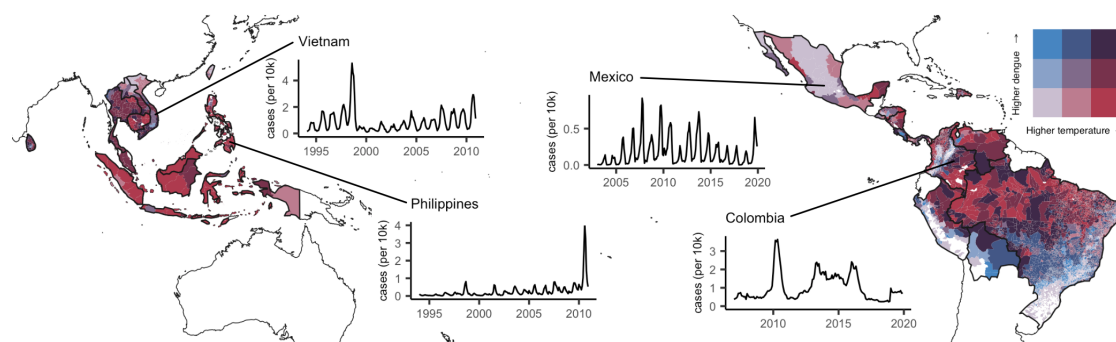 Vietnam
cases (per 10k)
4
2
0
1995
2000
2005
2010
Philippines
cases (per 10k)
4
3
2
1
0
1995
2000
2005
2010
Mexico
cases (per 10k)
0.5
0.0
2005
2010
2015
2020
Colombia
cases (per 10k)
3
2
1
0
2010
2015
2020
Higher dengue →
Higher temperature